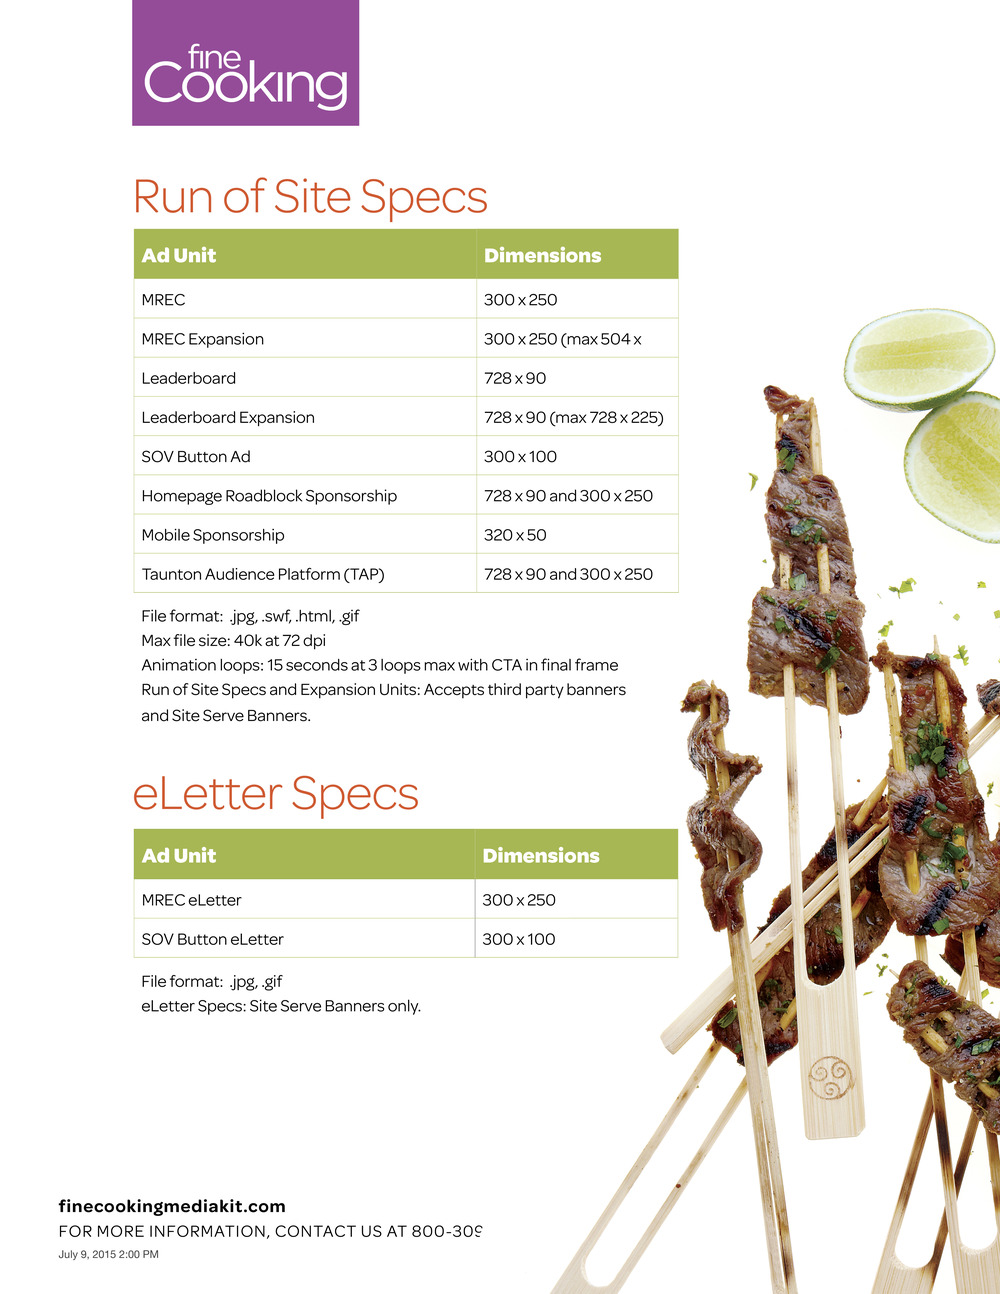 fine
Cooking
Run of Site Specs
Ad Unit Dimensions
MREC 300 x 250
MREC Expansion 300 x 250 (max 504 x
Leaderboard 728 x 90
Leaderboard Expansion 728 x 90 (max 728 x 225)
SOV Button Ad 300 x 100
Homepage Roadblock Sponsorship 728 x 90 and 300 x 250
Mobile Sponsorship 320 x 50
Taunton Audience Platform (TAP) 728 x 90 and 300 x 250
File format: .jpg, .swf, .html, .gif
Max file size: 40k at 72 dpi
Animation loops: 15 seconds at 3 loops max with CTA in final frame
Run of Site Specs and Expansion Units: Accepts third party banners
and Site Serve Banners.
eLetter Specs
Ad Unit Dimensions
MREC eLetter 300 x 250
SOV Button eLetter 300 x 100
File format: .jpg, .gif
eLetter Specs: Site Serve Banners only.
finecookingmediakit.com
FOR MORE INFORMATION, CONTACT US AT 800-30
July 9, 2015 2:00 PM